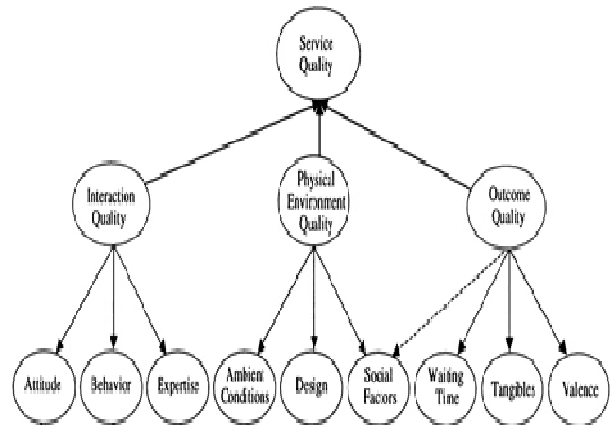 Service
Quality
Interaction
Quality
Physical
Environment
Quality
Outcome
Quality
Attitude
Behavior
Expertise
Ambient
Conditions
Design
Social
Factors
Waiting
Time
Tangibles
Valence